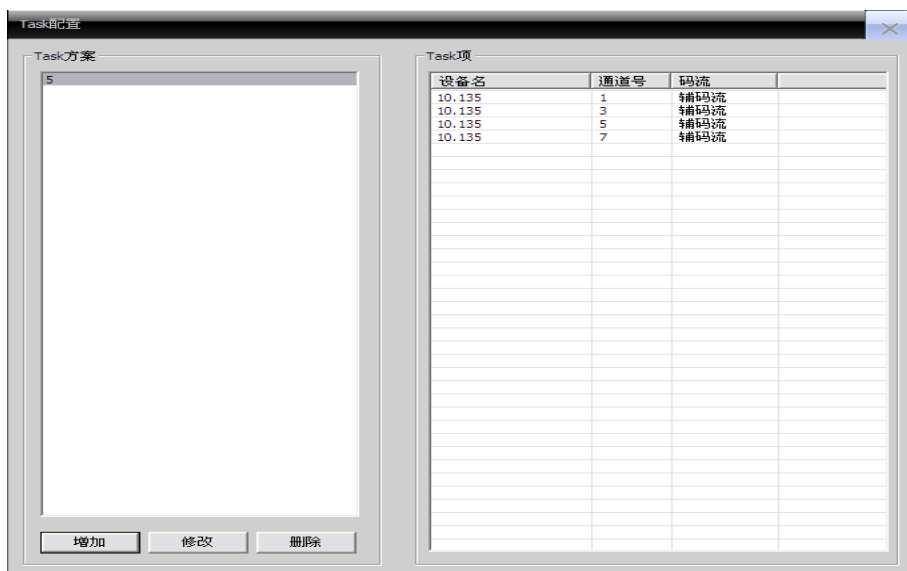 Task配置
Task方案
5
增加 修改 删除
Task项
设备名 通道号 码流
10.135 1 辅码流
10.135 3 辅码流
10.135 5 辅码流
10.135 7 辅码流